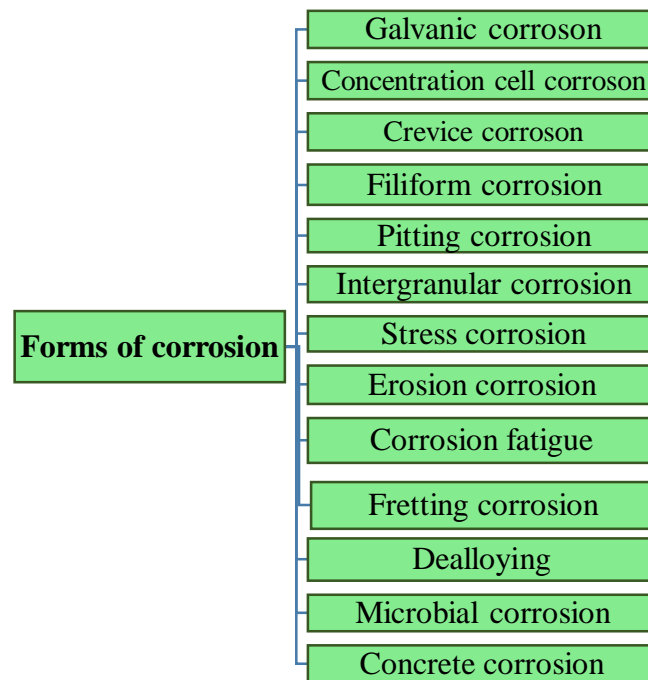 Galvanic corroson
Concentration cell corroson
Crevice corroson
Filiform corrosion
Pitting corrosion
Intergranular corrosion
Forms of corrosion
Stress corrosion
Erosion corrosion
Corrosion fatigue
Fretting corrosion
Dealloying
Microbial corrosion
Concrete corrosion